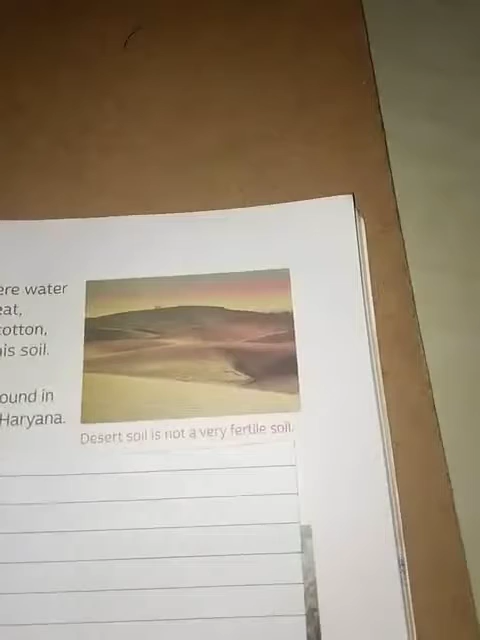 ere water
eat,
cotton,
is soil.
ound in
Haryana.
Desert soil is not a very fertile soil.